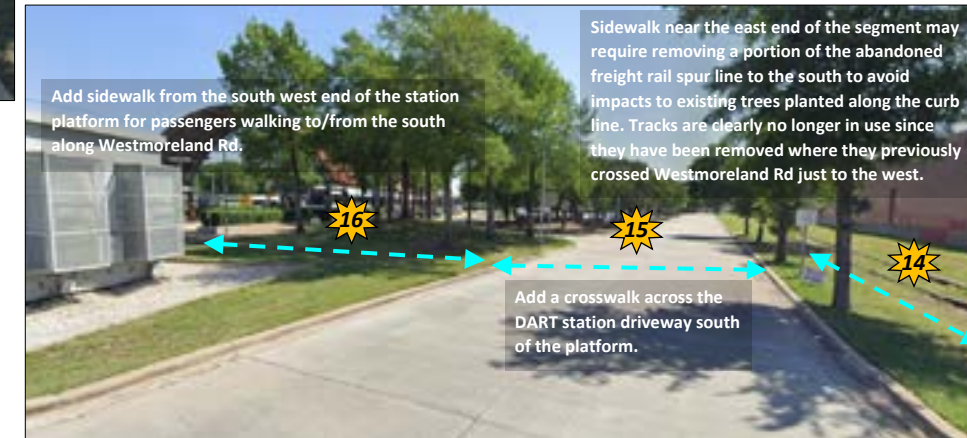 Sidewalk near the east end of the segment may
require removing a portion of the abandoned
freight rail spur line to the south to avoid
impacts to existing trees planted along the curb
line. Tracks are clearly no longer in use since
they have been removed where they previously
crossed Westmoreland Rd just to the west.
Add sidewalk from the south west end of the station
platform for passengers walking to/from the south
along Westmoreland Rd.
16
15
14
Add a crosswalk across the
DART station driveway south
of the platform.